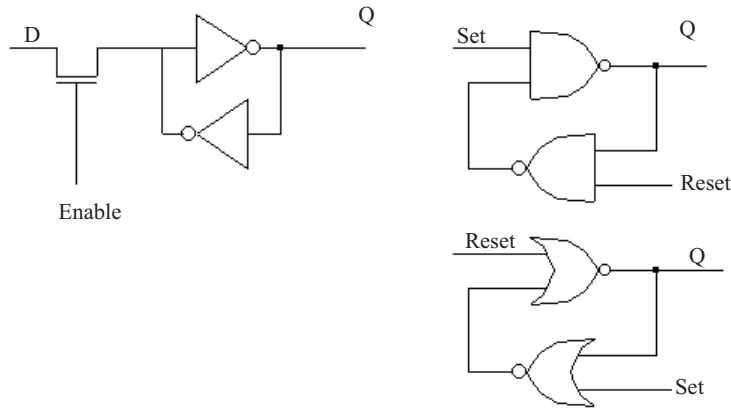 D
Q
Enable
Set
Q
Reset
Reset
Q
Set